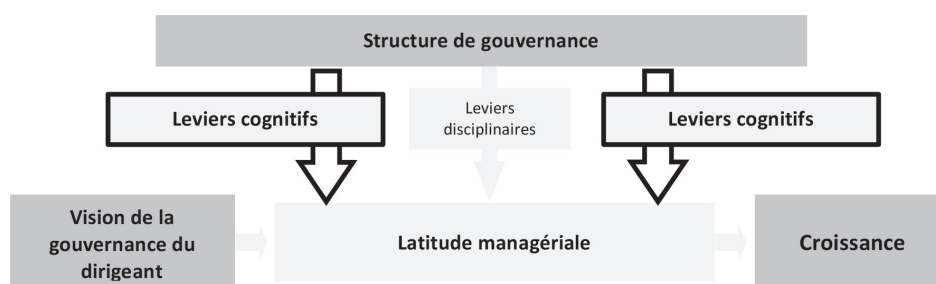 Structure de gouvernance
Leviers cognitifs
Leviers
disciplinaires
Leviers cognitifs
Vision de la
gouvernance du
dirigeant
Latitude managériale
Croissance